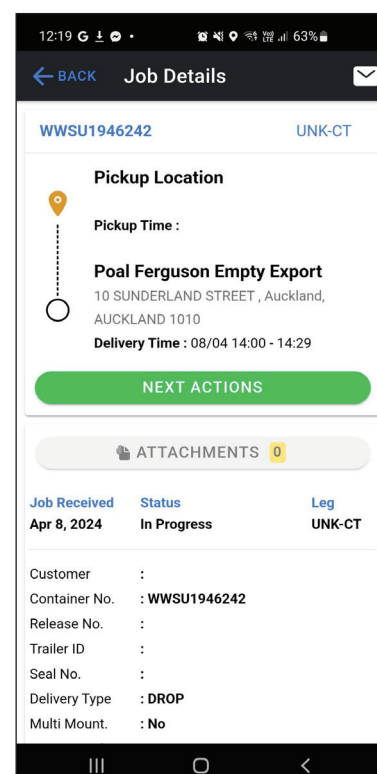 12:19 G 63%
BACK Job Details
WWSU1946242 UNK-CT
Pickup Location
Pickup Time :
Poal Ferguson Empty Export
10 SUNDERLAND STREET , Auckland,
AUCKLAND 1010
Delivery Time : 08/04 14:00 - 14:29
NEXT ACTIONS
ATTACHMENTS 0
Job Received Status Leg
Apr 8, 2024 In Progress UNK-CT
Customer :
Container No. : WWSU1946242
Release No. :
Trailer ID :
Seal No. :
Delivery Type : DROP
Multi Mount. : No